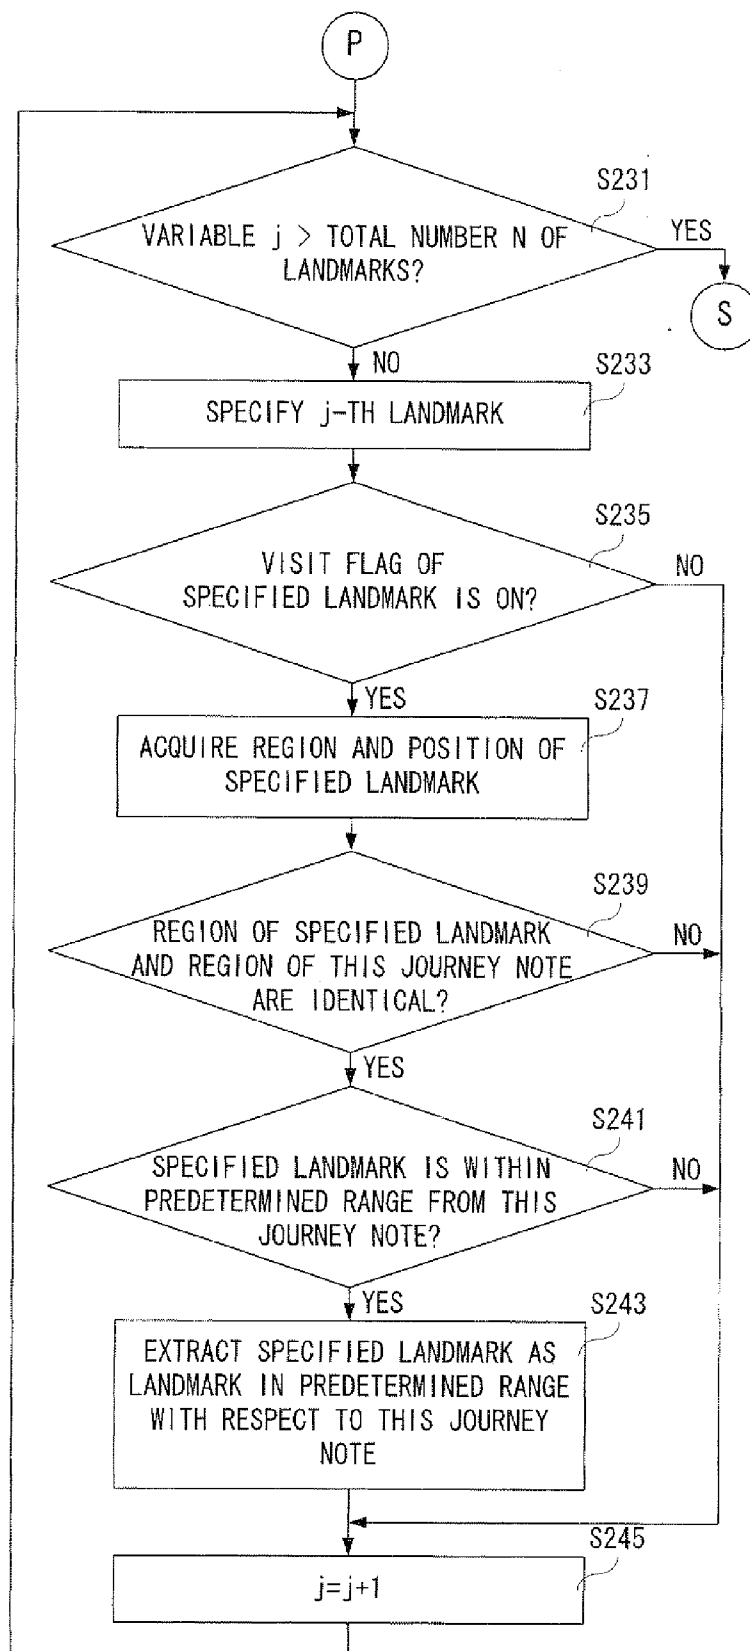 P
S231
VARIABLE j > TOTAL NUMBER N OF
LANDMARKS?
YES
S
NO
S233
SPECIFY j-TH LANDMARK
S235
VISIT FLAG OF
SPECIFIED LANDMARK IS ON?
NO
YES
S237
ACQUIRE REGION AND POSITION OF
SPECIFIED LANDMARK
S239
REGION OF SPECIFIED LANDMARK
AND REGION OF THIS JOURNEY NOTE
ARE IDENTICAL?
NO
YES
S241
SPECIFIED LANDMARK IS WITHIN
PREDETERMINED RANGE FROM THIS
JOURNEY NOTE?
NO
YES
S243
EXTRACT SPECIFIED LANDMARK AS
LANDMARK IN PREDETERMINED RANGE
WITH RESPECT TO THIS JOURNEY
NOTE
S245
j=j+1